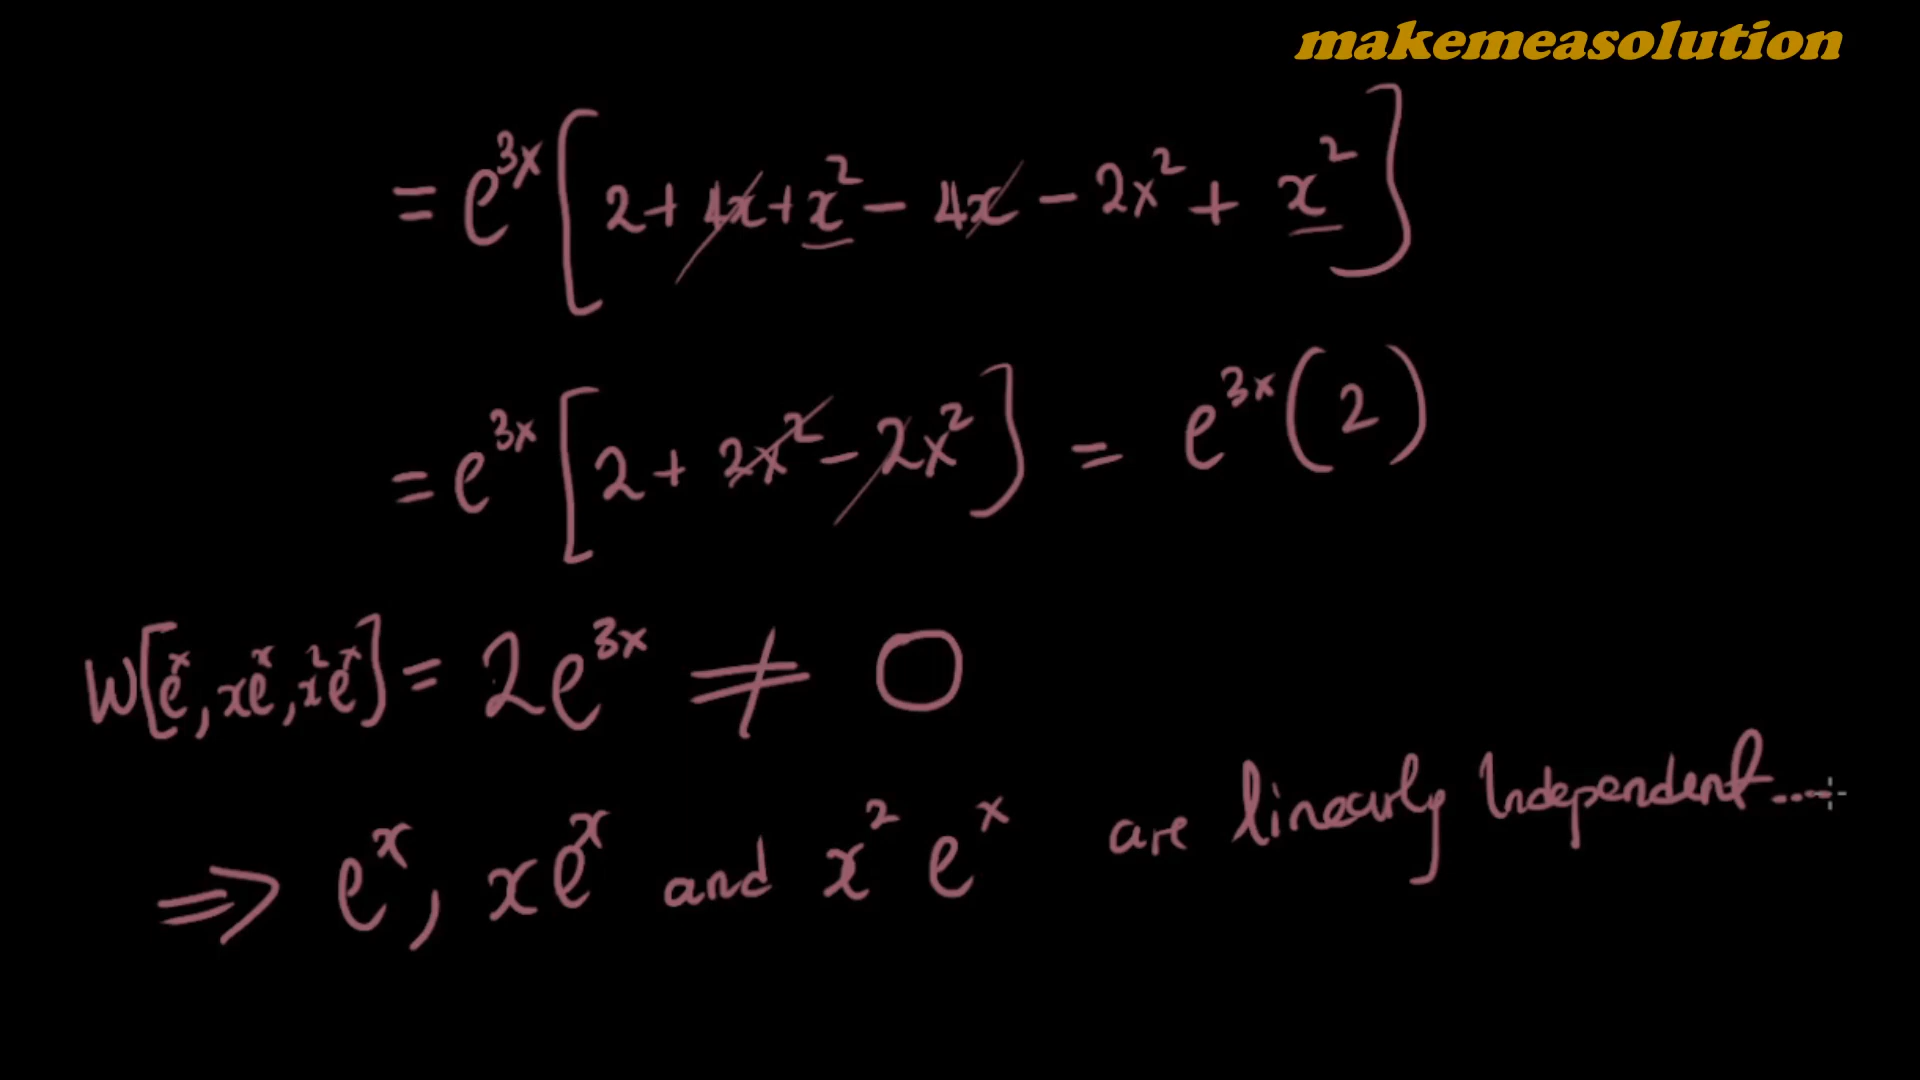 makemeasolution
= e^{3x} [ 2 + 4x + x² - 4x - 2x² + x² ]
= e^{3x} [ 2 + 2x² - 2x² ] = e^{3x} ( 2 )
W[e^x, xe^x, x²e^x] = 2e^{3x} ≠ 0
⇒ e^x, xe^x and x² e^x are linearly Independent....